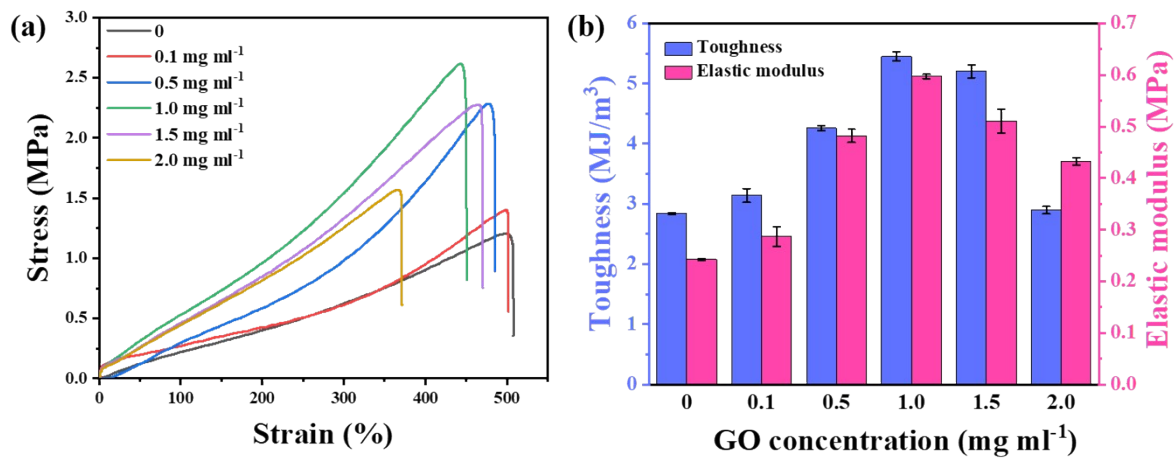 (a)
0
0.1 mg ml⁻¹
0.5 mg ml⁻¹
1.0 mg ml⁻¹
1.5 mg ml⁻¹
2.0 mg ml⁻¹
Stress (MPa)
3.0
2.5
2.0
1.5
1.0
0.5
0.0
0
100
200
300
400
500
Strain (%)
(b)
Toughness
Elastic modulus
Toughness (MJ/m³)
6
5
4
3
2
1
0
0
0.1
0.5
1.0
1.5
2.0
GO concentration (mg ml⁻¹)
0.7
0.6
0.5
0.4
0.3
0.2
0.1
0.0
Elastic modulus (MPa)